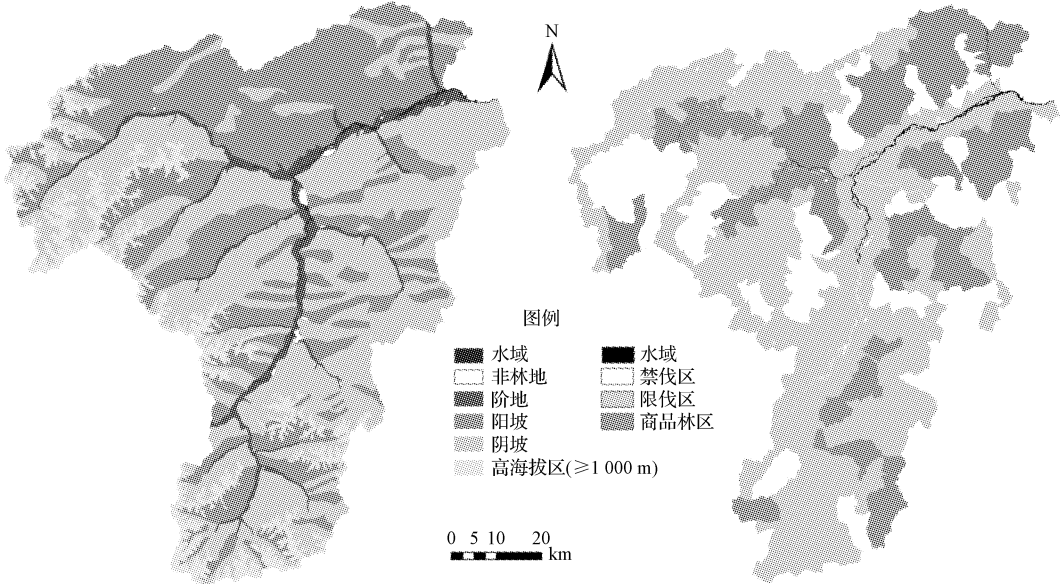 N
图例
水域
非林地
阶地
阳坡
阴坡
高海拔区(≥1 000 m)
水域
禁伐区
限伐区
商品林区
0 5 10 20
km